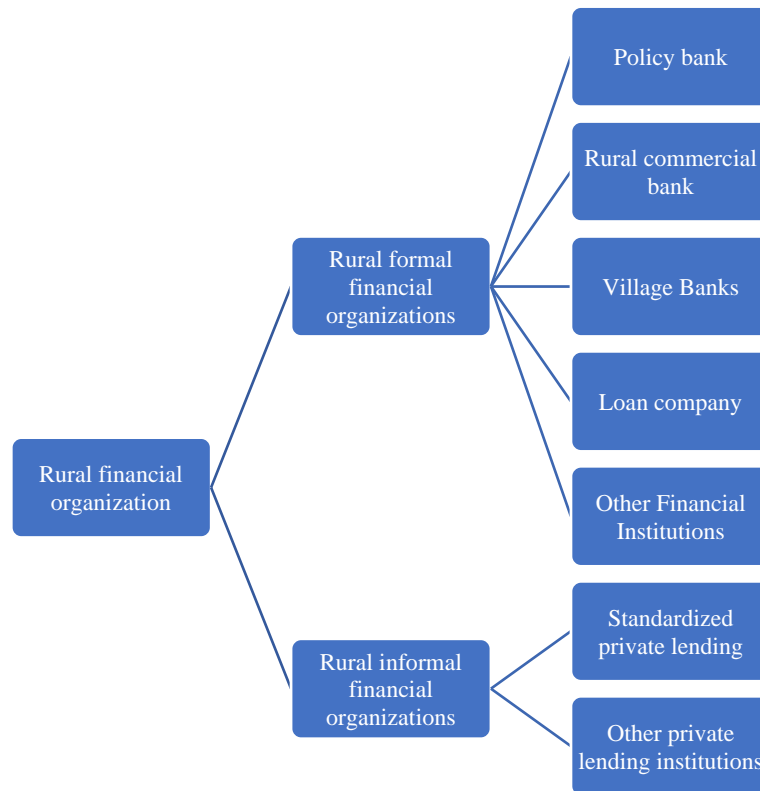 Policy bank
Rural commercial
bank
Rural formal
financial
organizations
Village Banks
Loan company
Rural financial
organization
Other Financial
Institutions
Standardized
private lending
Rural informal
financial
organizations
Other private
lending institutions